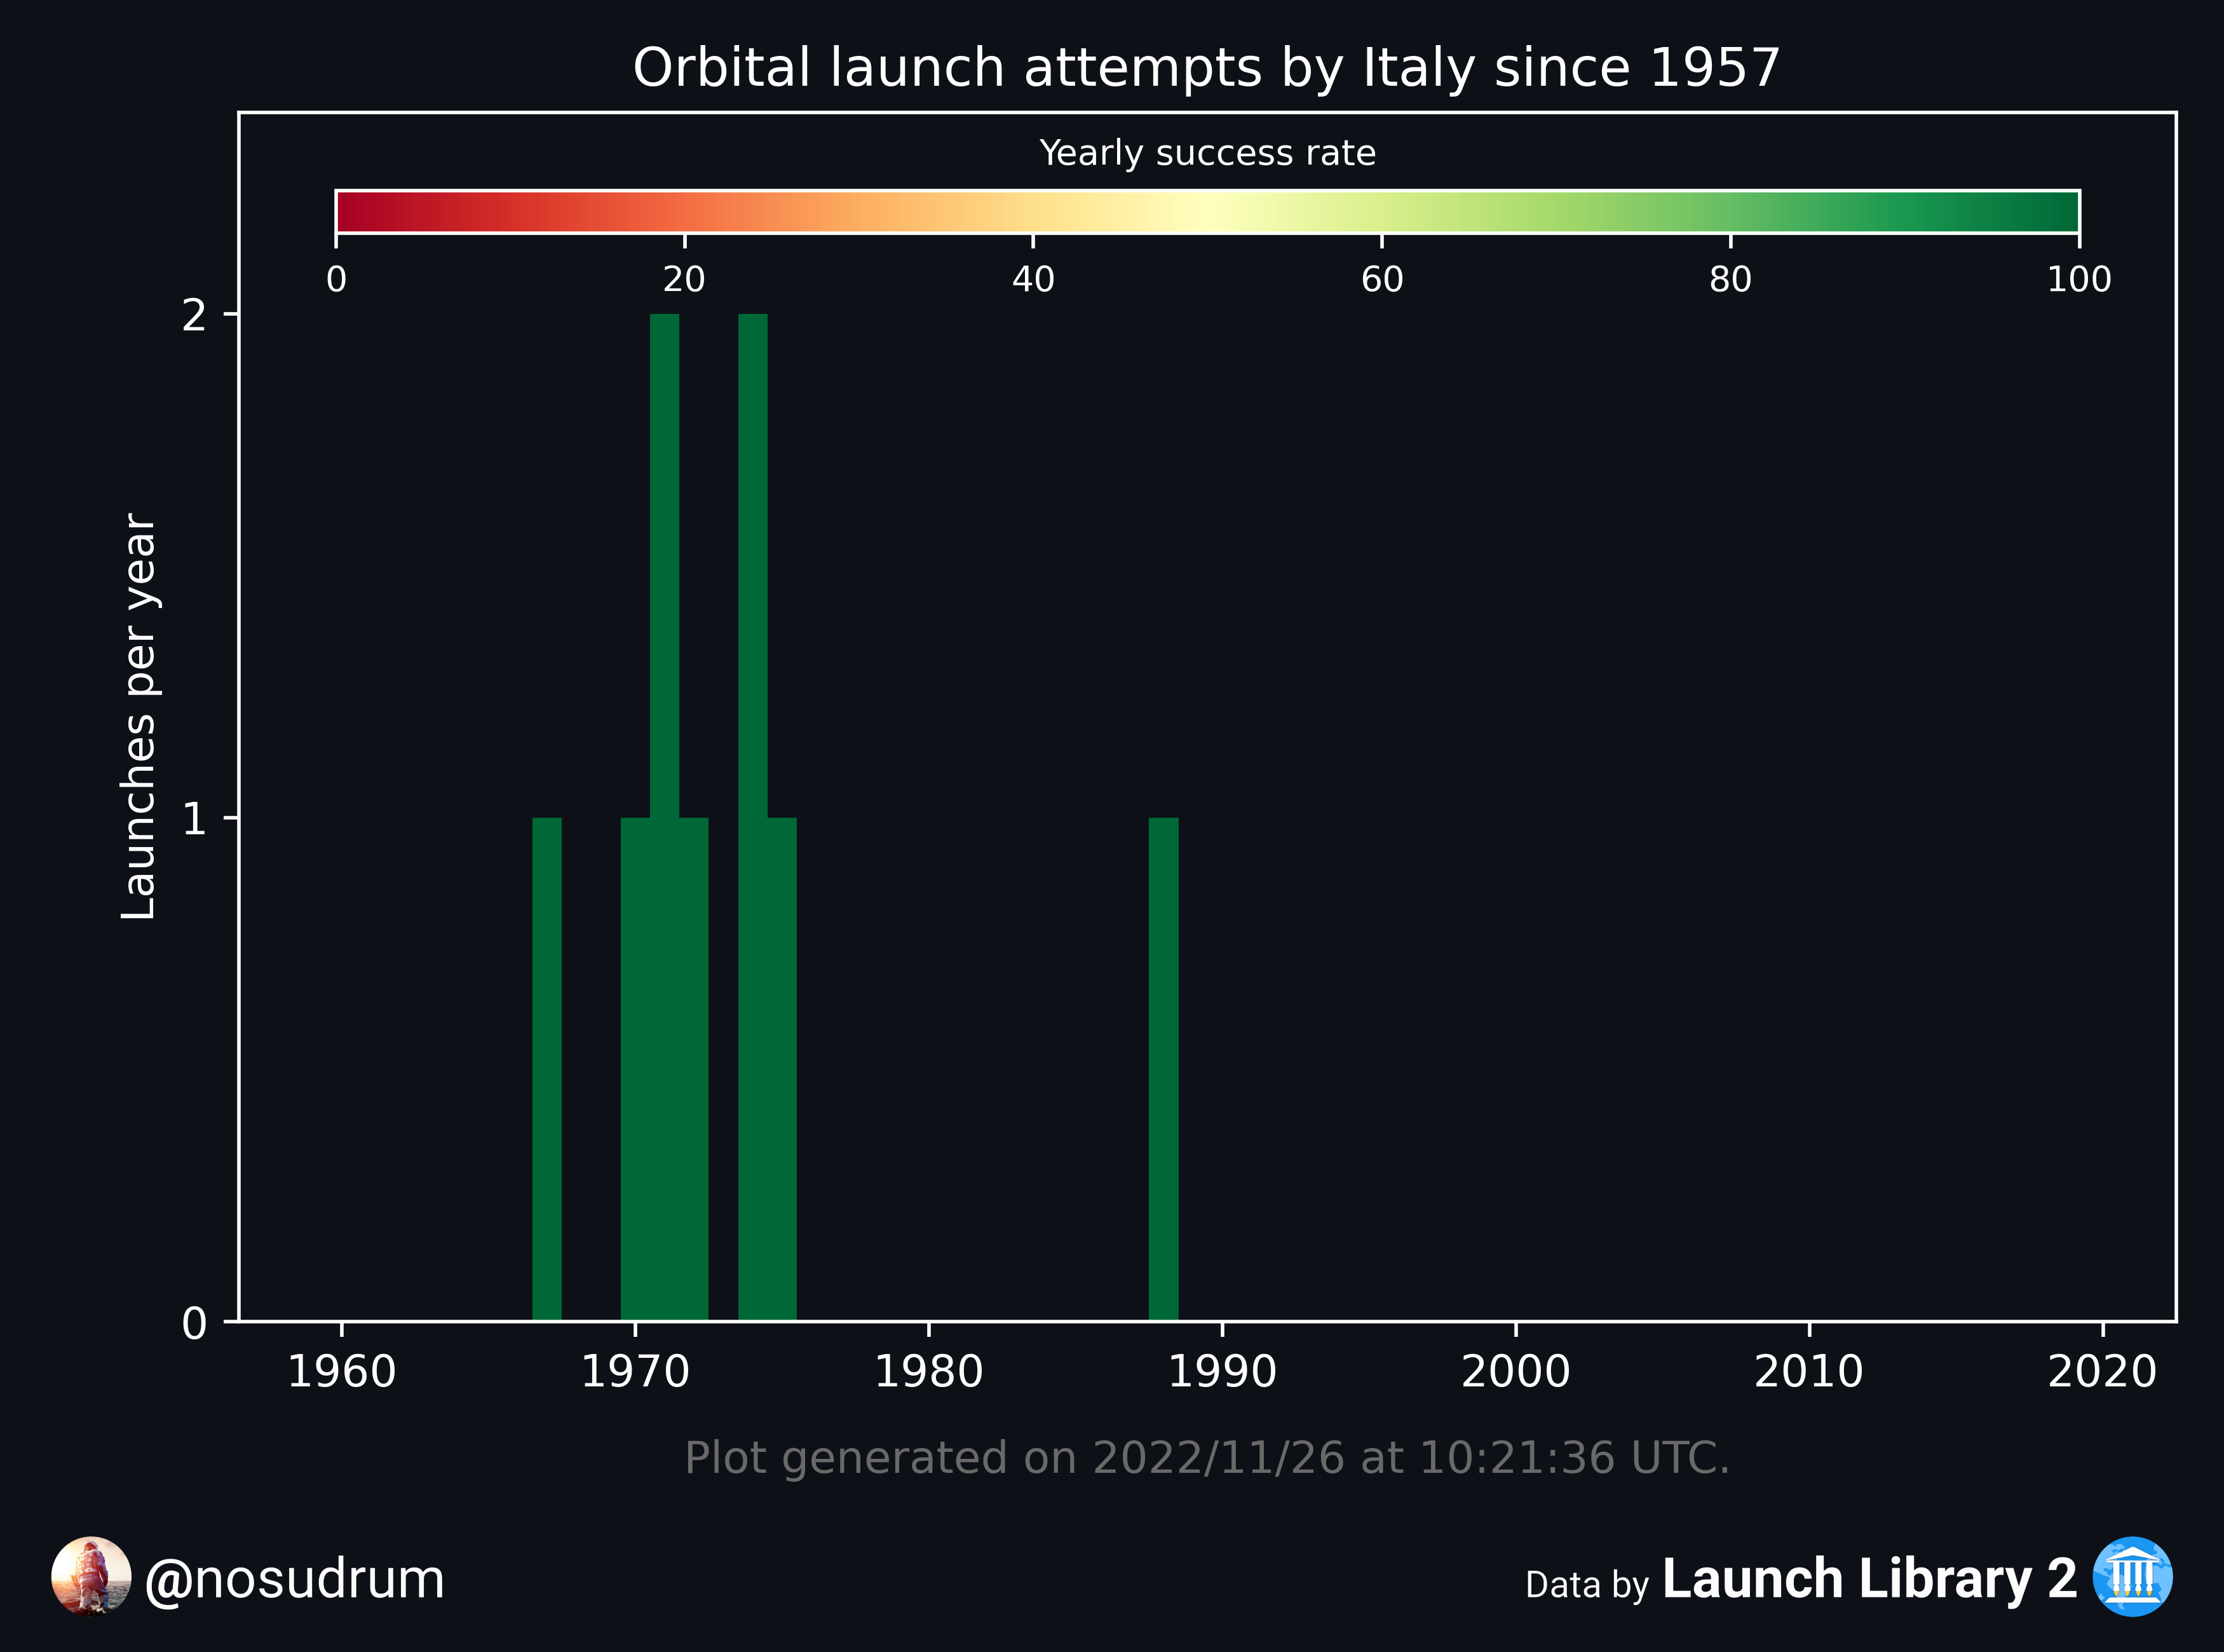 Orbital launch attempts by Italy since 1957
Yearly success rate
0 20 40 60 80 100
2
1
0
Launches per year
1960 1970 1980 1990 2000 2010 2020
Plot generated on 2022/11/26 at 10:21:36 UTC.
@nosudrum
Data by Launch Library 2